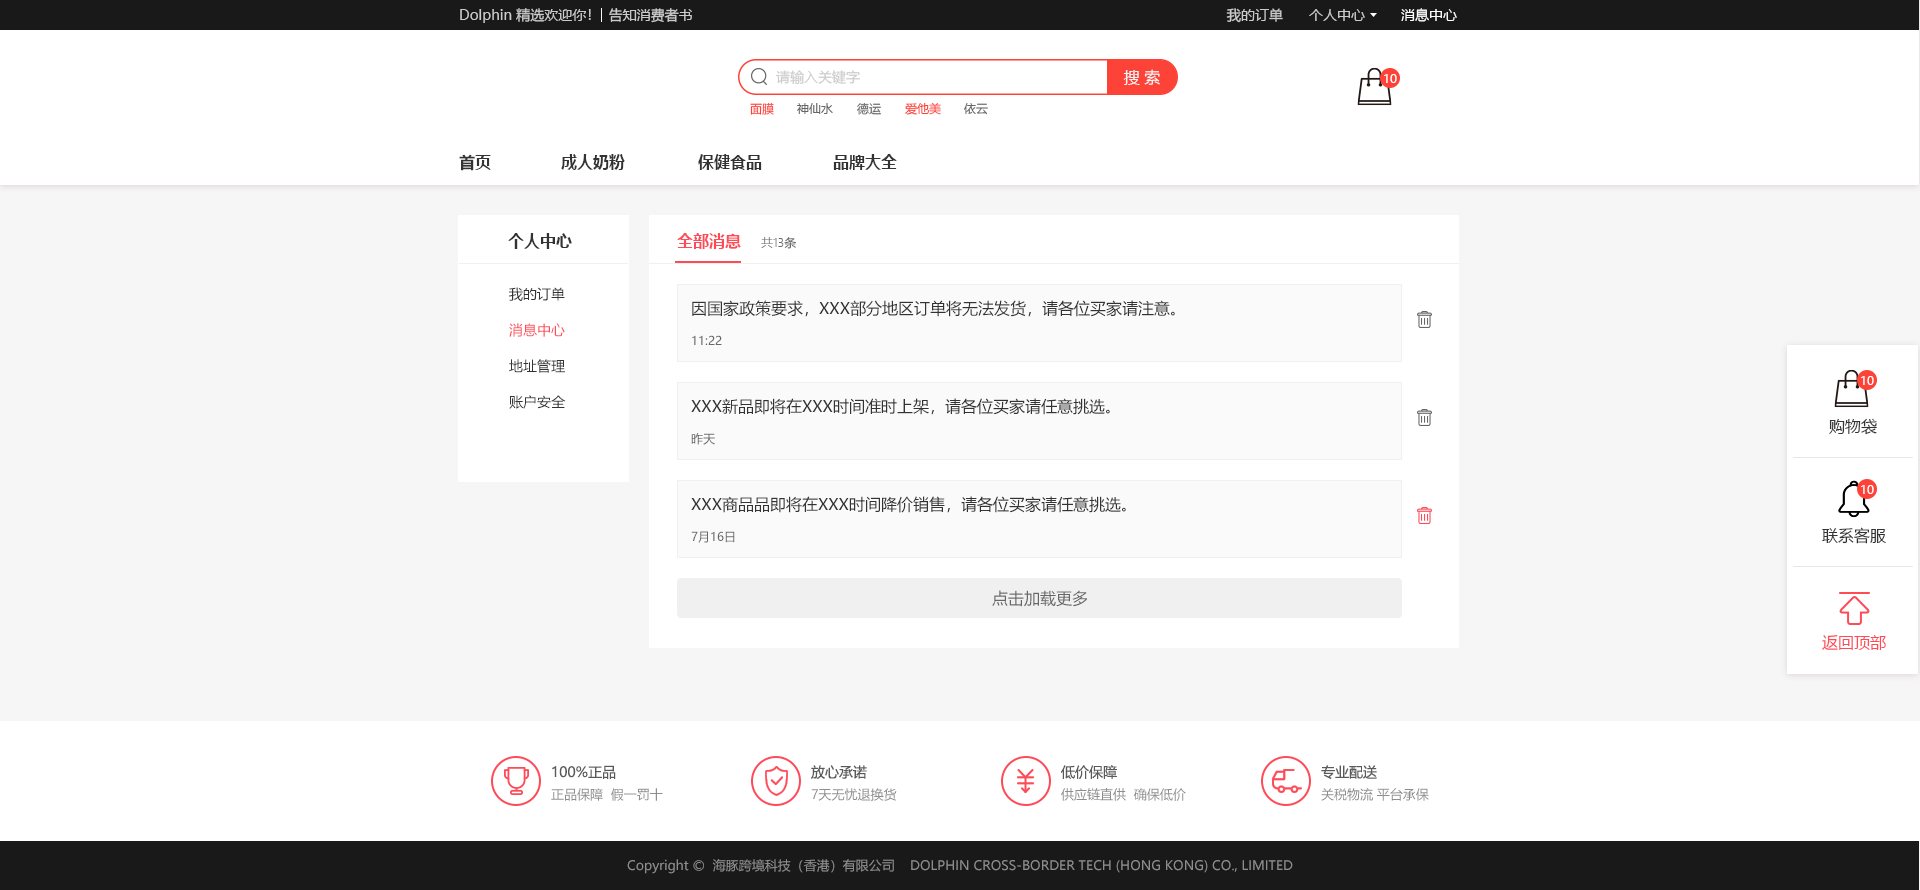 Dolphin 精选欢迎你！| 告知消费者书
我的订单 个人中心 消息中心
请输入关键字 搜 索
10
面膜 神仙水 德运 爱他美 依云
首页 成人奶粉 保健食品 品牌大全
个人中心
我的订单
消息中心
地址管理
账户安全
全部消息 共13条
因国家政策要求，XXX部分地区订单将无法发货，请各位买家请注意。
11:22
XXX新品即将在XXX时间准时上架，请各位买家请任意挑选。
昨天
XXX商品品即将在XXX时间降价销售，请各位买家请任意挑选。
7月16日
点击加载更多
10
购物袋
10
联系客服
返回顶部
100%正品
正品保障 假一罚十
放心承诺
7天无忧退换货
低价保障
供应链直供 确保低价
专业配送
关税物流 平台承保
Copyright © 海豚跨境科技（香港）有限公司 DOLPHIN CROSS-BORDER TECH (HONG KONG) CO., LIMITED